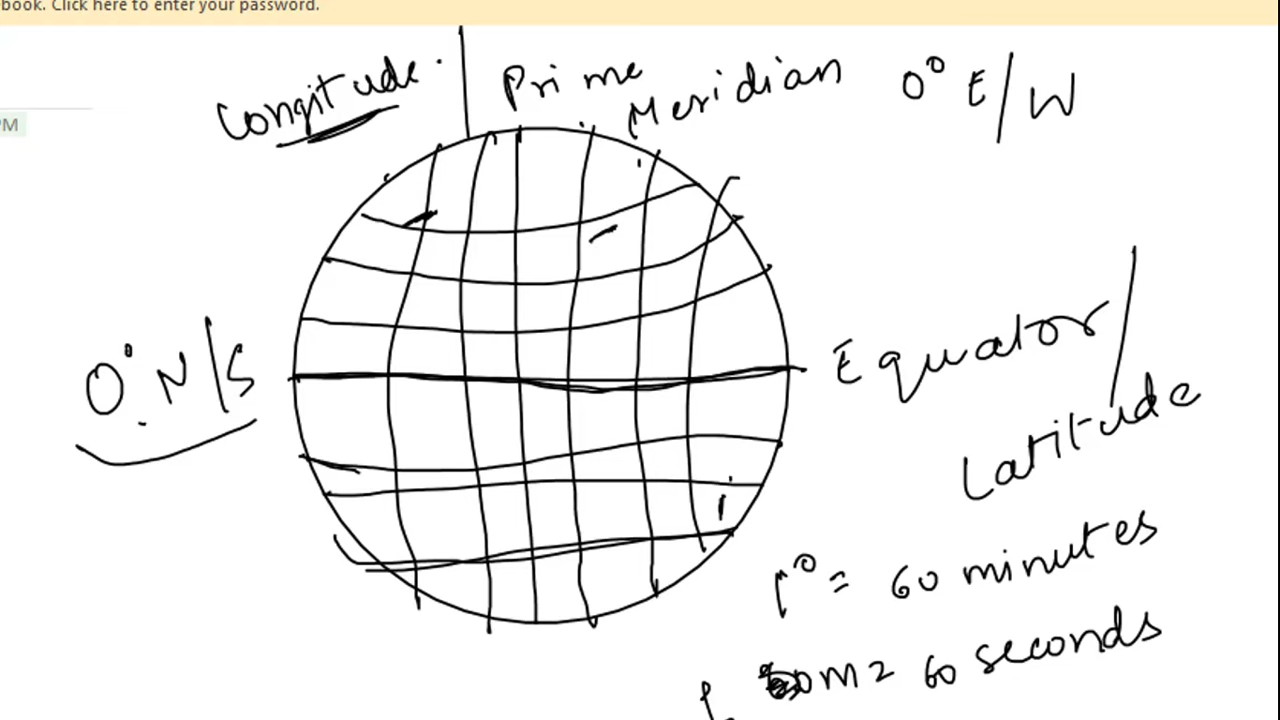 book. Click here to enter your password.
PM
Longitude.
Prime
Meridian 0° E/W
0° N/S
Equator/
Latitude
1° = 60 minutes
m = 60 seconds